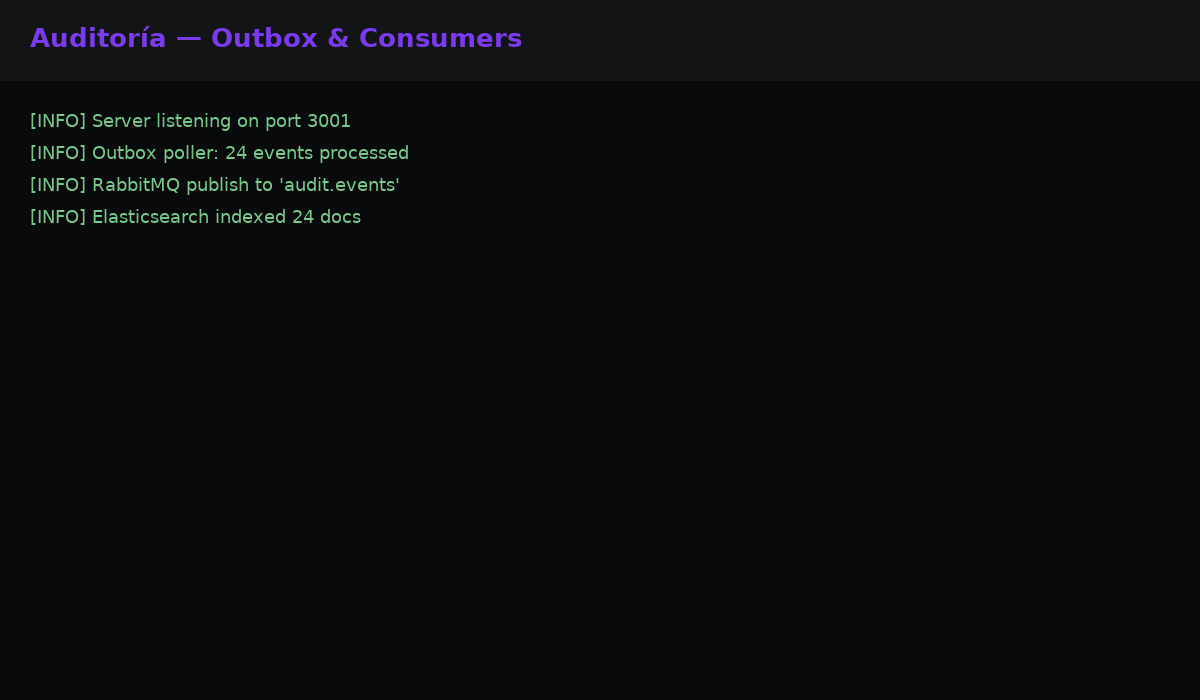 Auditoría — Outbox & Consumers
[INFO] Server listening on port 3001
[INFO] Outbox poller: 24 events processed
[INFO] RabbitMQ publish to 'audit.events'
[INFO] Elasticsearch indexed 24 docs